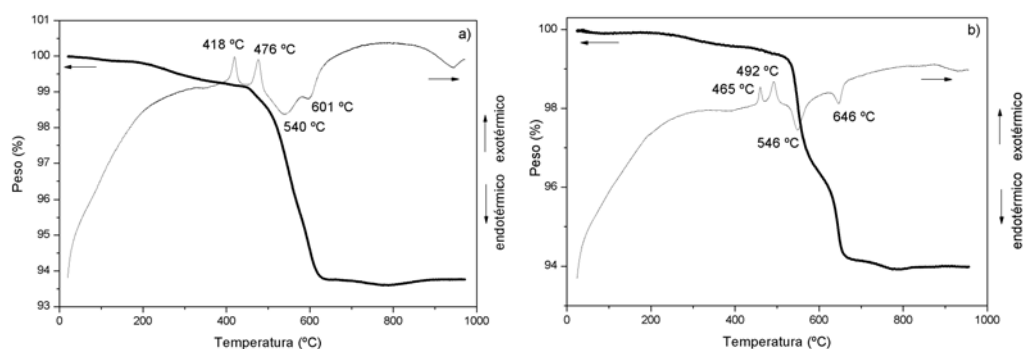 a)
101
100
99
98
97
96
95
94
93
0
200
400
600
800
1000
Peso (%)
Temperatura (ºC)
418 ºC
476 ºC
540 ºC
601 ºC
endotérmico
exotérmico
b)
100
98
96
94
0
200
400
600
800
1000
Peso (%)
Temperatura (ºC)
465 ºC
492 ºC
546 ºC
646 ºC
endotérmico
exotérmico